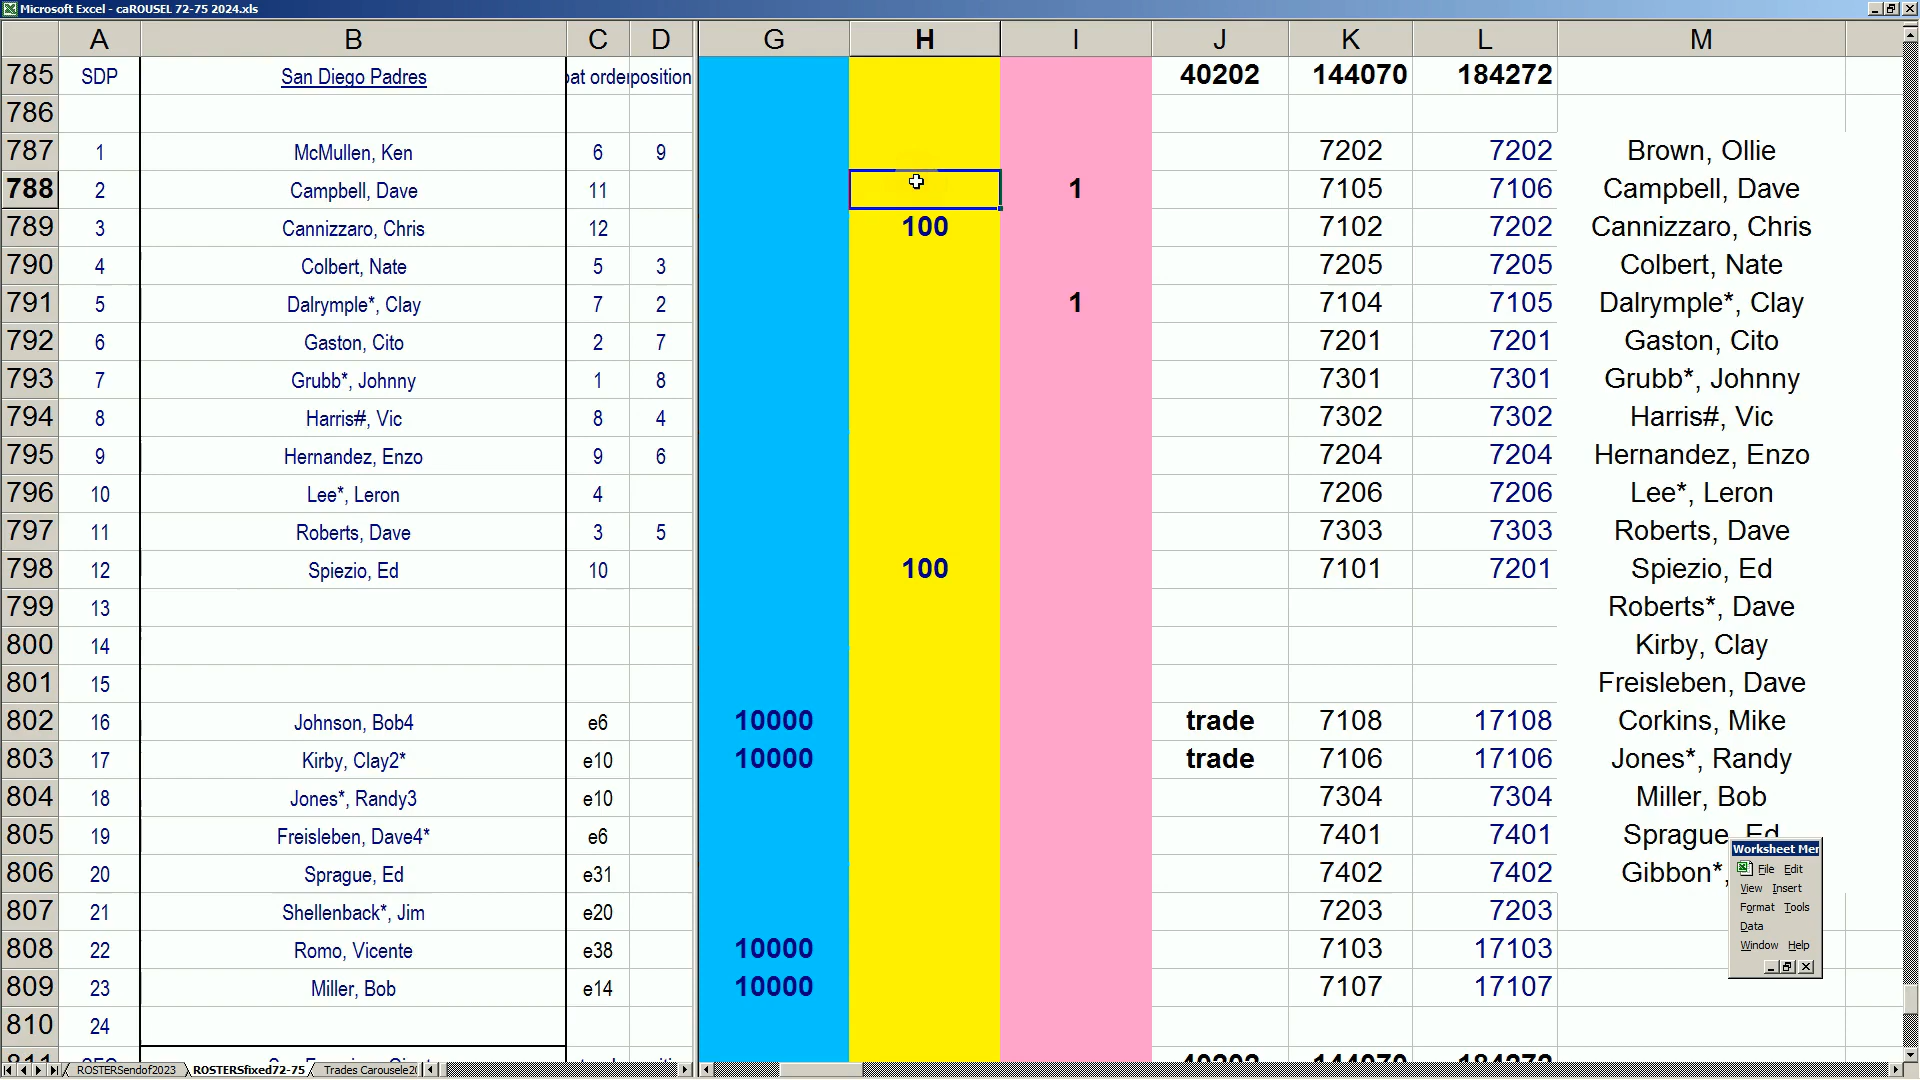 Microsoft Excel - caROUSEL 72-75 2024.xls
A B C D G H I J K L M
785 SDP San Diego Padres bat order position 40202 144070 184272
786
787 1 McMullen, Ken 6 9 7202 7202 Brown, Ollie
788 2 Campbell, Dave 11 1 7105 7106 Campbell, Dave
789 3 Cannizzaro, Chris 12 100 7102 7202 Cannizzaro, Chris
790 4 Colbert, Nate 5 3 7205 7205 Colbert, Nate
791 5 Dalrymple*, Clay 7 2 1 7104 7105 Dalrymple*, Clay
792 6 Gaston, Cito 2 7 7201 7201 Gaston, Cito
793 7 Grubb*, Johnny 1 8 7301 7301 Grubb*, Johnny
794 8 Harris#, Vic 8 4 7302 7302 Harris#, Vic
795 9 Hernandez, Enzo 9 6 7204 7204 Hernandez, Enzo
796 10 Lee*, Leron 4 7206 7206 Lee*, Leron
797 11 Roberts, Dave 3 5 7303 7303 Roberts, Dave
798 12 Spiezio, Ed 10 100 7101 7201 Spiezio, Ed
799 13 Roberts*, Dave
800 14 Kirby, Clay
801 15 Freisleben, Dave
802 16 Johnson, Bob4 e6 10000 trade 7108 17108 Corkins, Mike
803 17 Kirby, Clay2* e10 10000 trade 7106 17106 Jones*, Randy
804 18 Jones*, Randy3 e10 7304 7304 Miller, Bob
805 19 Freisleben, Dave4* e6 7401 7401 Sprague, Ed
806 20 Sprague, Ed e31 7402 7402 Gibbon*,
807 21 Shellenback*, Jim e20 7203 7203
808 22 Romo, Vicente e38 10000 7103 17103
809 23 Miller, Bob e14 10000 7107 17107
810 24
811 40202 144070 184272
Worksheet Men
File Edit
View Insert
Format Tools
Data
Window Help
ROSTERSendof2023 ROSTERSfixed72-75 Trades Carousele20